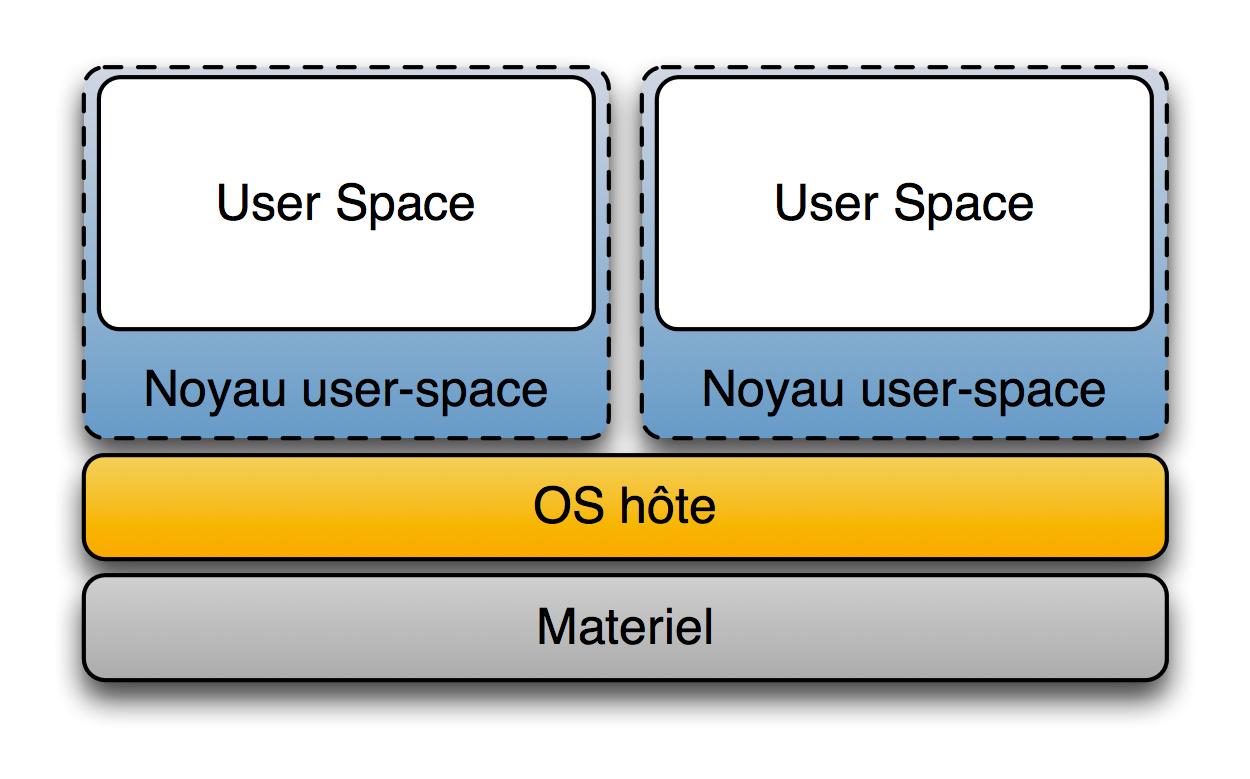 User Space
User Space
Noyau user-space
Noyau user-space
OS hôte
Materiel